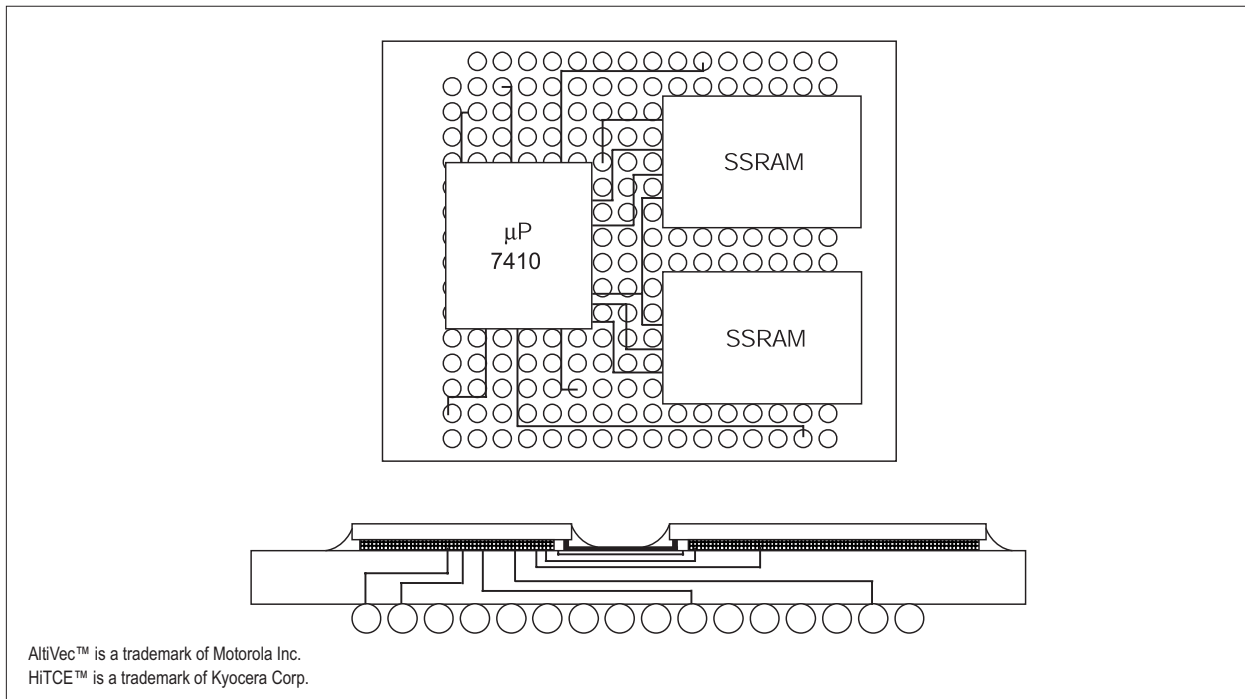 SSRAM
μP
7410
SSRAM
AltiVec™ is a trademark of Motorola Inc.
HiTCE™ is a trademark of Kyocera Corp.